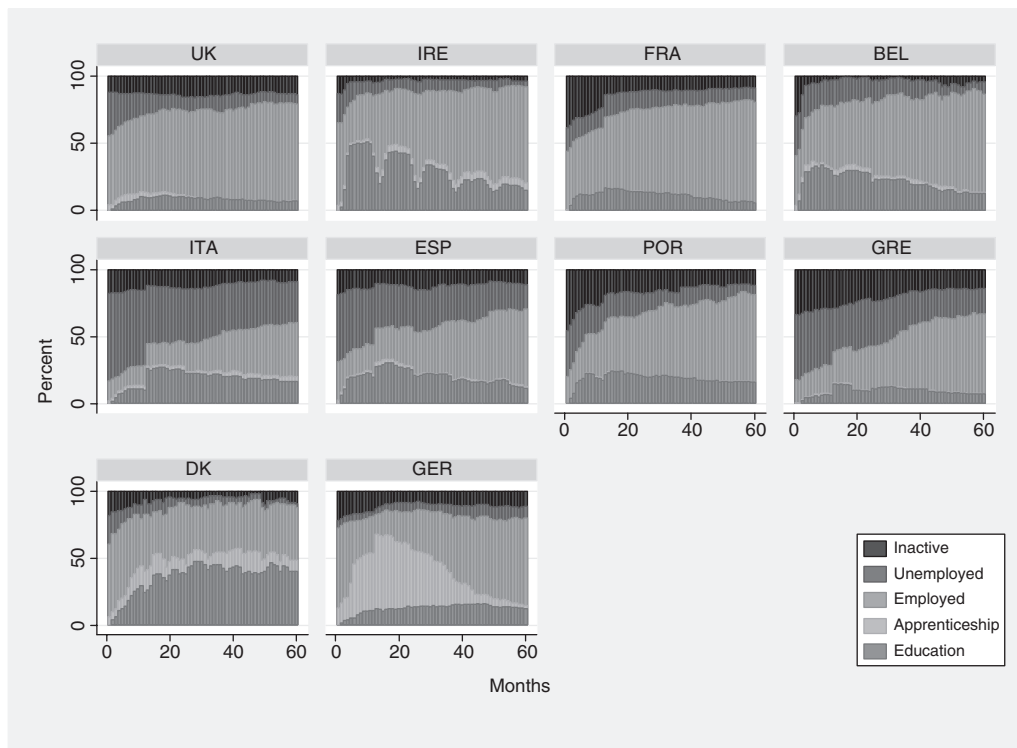 UK IRE FRA BEL
100
50
0
ITA ESP POR GRE
100
50
0
0 20 40 60 0 20 40 60
DK GER
100
50
0
0 20 40 60 0 20 40 60
Percent
Months
Inactive
Unemployed
Employed
Apprenticeship
Education